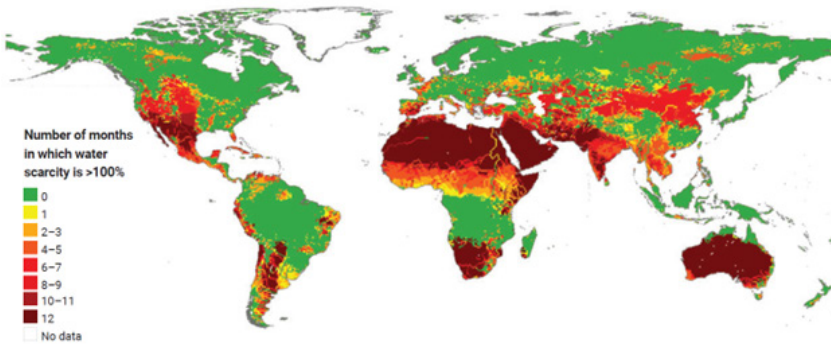 Number of months
in which water
scarcity is >100%
0
1
2–3
4–5
6–7
8–9
10–11
12
No data